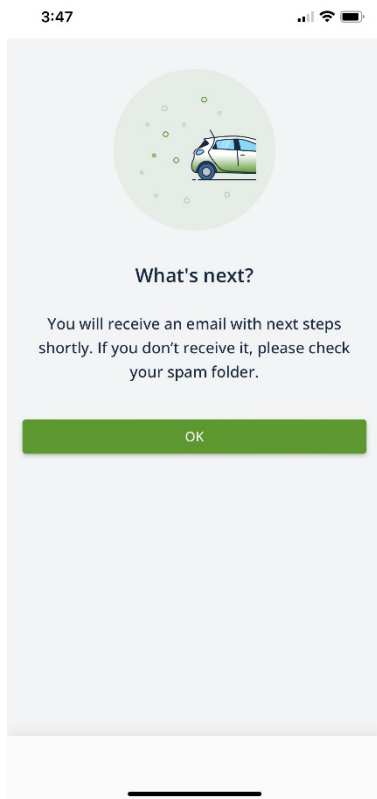 3:47
What's next?
You will receive an email with next steps
shortly. If you don’t receive it, please check
your spam folder.
OK